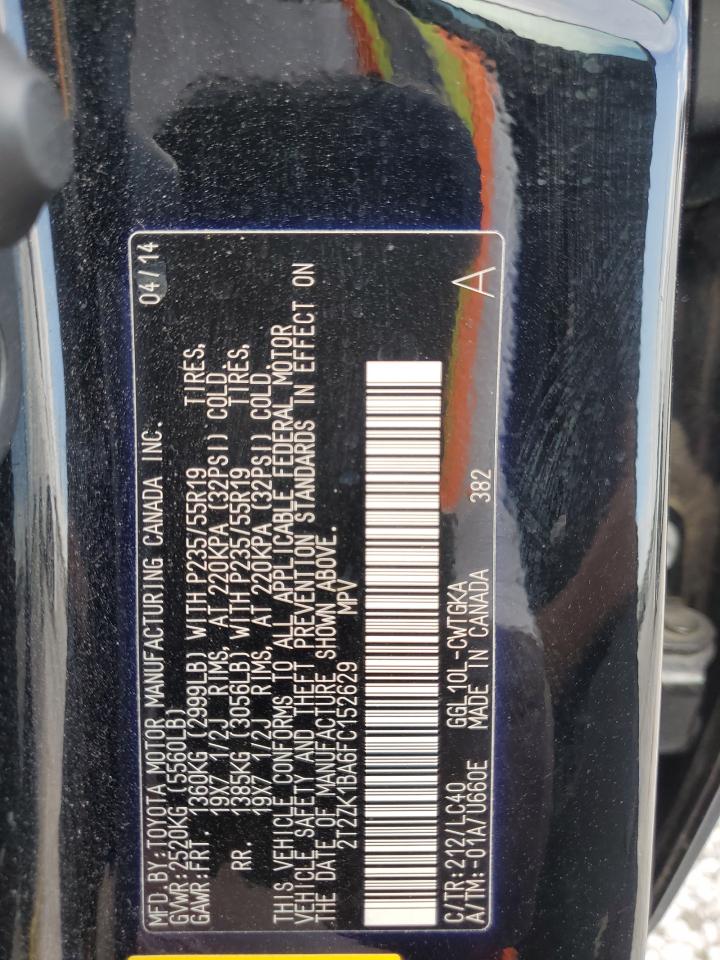 MFD.BY:TOYOTA MOTOR MANUFACTURING CANADA INC. 04/14
GVWR:2520KG (5560LB)
GAWR:FRT. 1360KG (2999LB) WITH P235/55R19 TIRES,
19X7 1/2J RIMS, AT 220KPA (32PSI) COLD.
RR. 1385KG (3056LB) WITH P235/55R19 TIRES,
19X7 1/2J RIMS, AT 220KPA (32PSI) COLD.
THIS VEHICLE CONFORMS TO ALL APPLICABLE FEDERAL MOTOR
VEHICLE SAFETY AND THEFT PREVENTION STANDARDS IN EFFECT ON
THE DATE OF MANUFACTURE SHOWN ABOVE.
2T2ZK1BA6FC152629 MPV
C/TR:212/LC40 GGL10L-CWTGKA
A/TM:-01A/U660E MADE IN CANADA 382 A